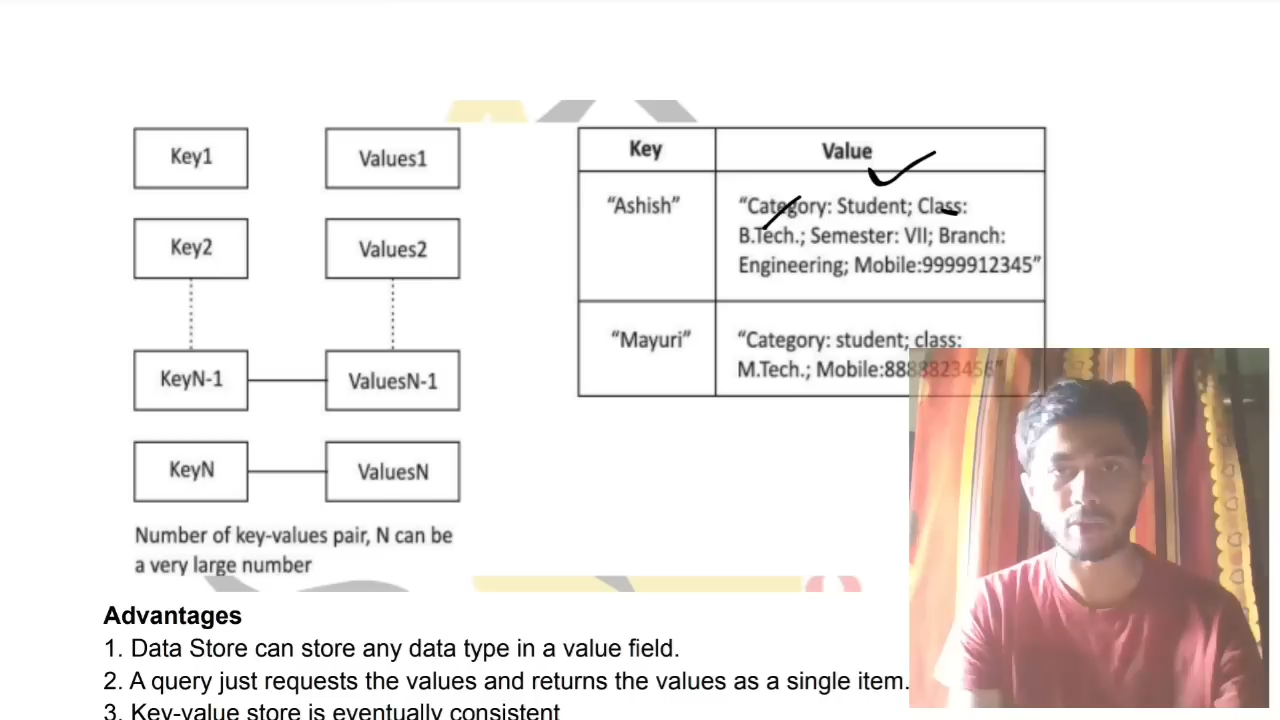 Key1 Values1
Key2 Values2
KeyN-1 ValuesN-1
KeyN ValuesN
Number of key-values pair, N can be
a very large number
Key Value
“Ashish” “Category: Student; Class:
B.Tech.; Semester: VII; Branch:
Engineering; Mobile:9999912345”
“Mayuri” “Category: student; class:
M.Tech.; Mobile:8888823456”
Advantages
1. Data Store can store any data type in a value field.
2. A query just requests the values and returns the values as a single item.
3. Key-value store is eventually consistent